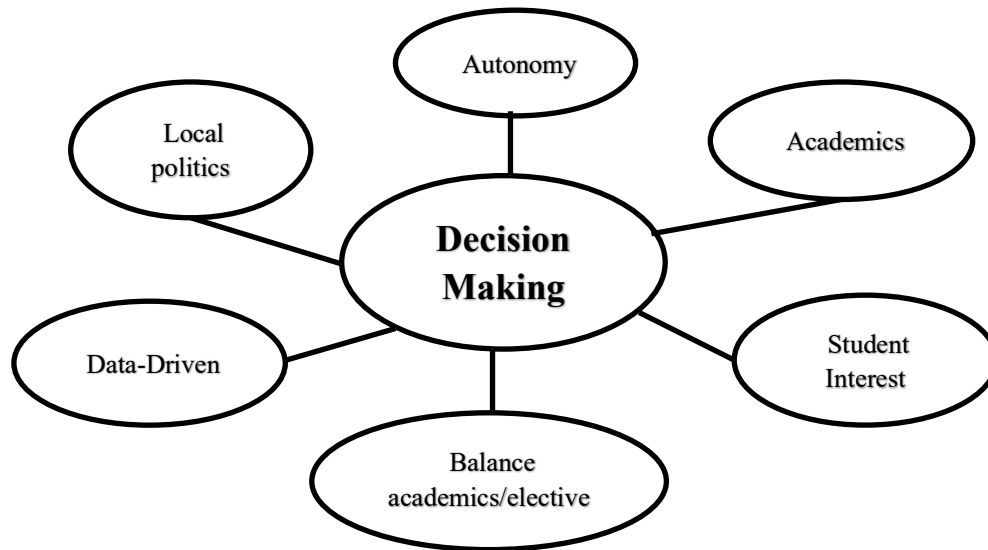 Autonomy
Local
politics
Academics
Decision
Making
Data-Driven
Student
Interest
Balance
academics/elective